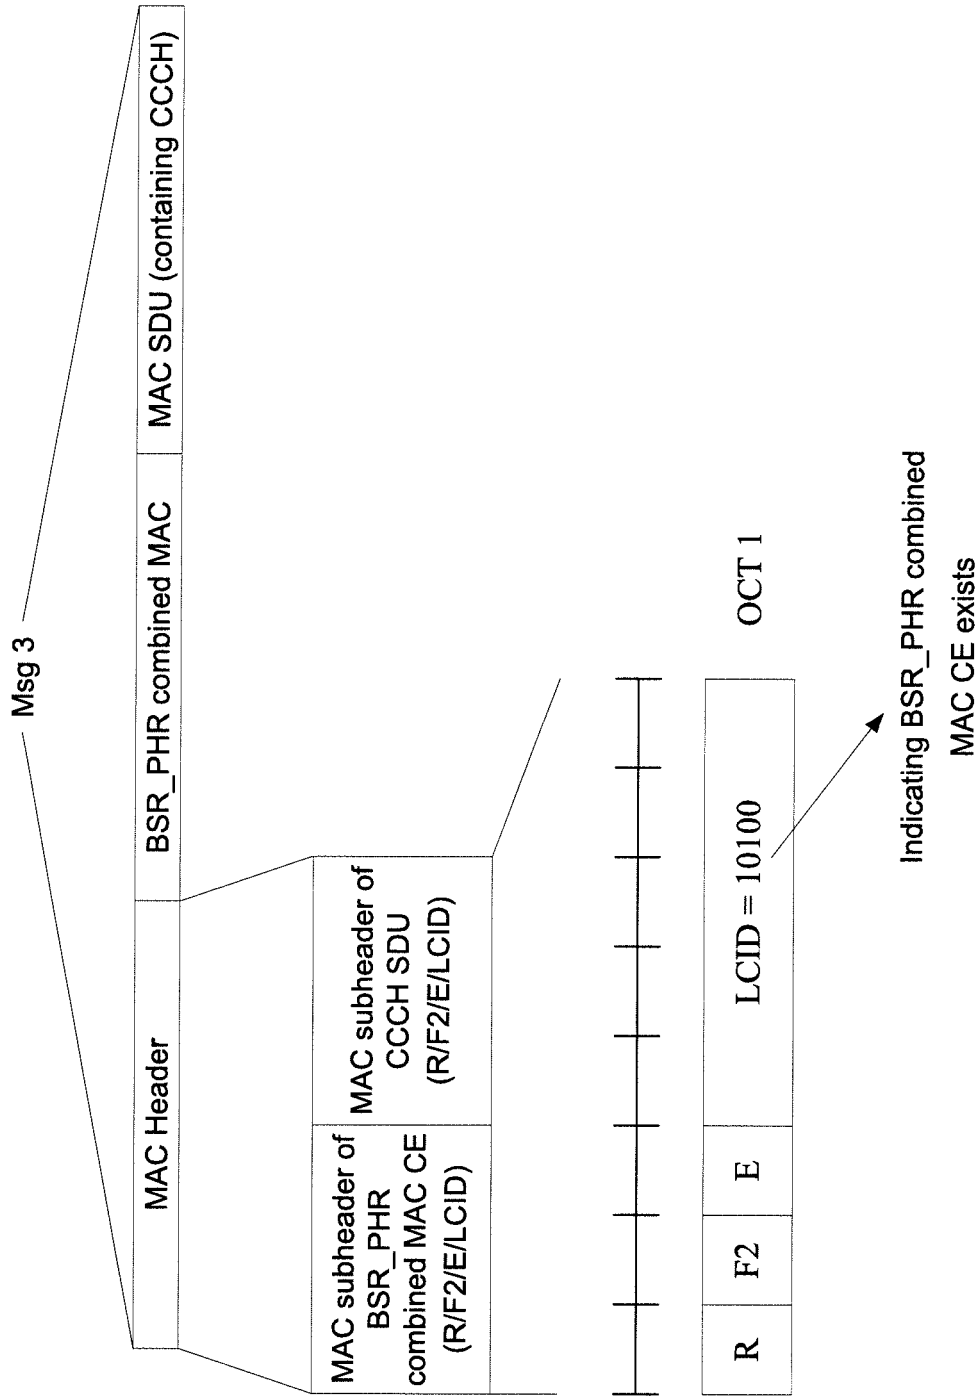 Msg 3
MAC Header
BSR_PHR combined MAC
MAC SDU (containing CCCH)
MAC subheader of
BSR_PHR
combined MAC CE
(R/F2/E/LCID)
MAC subheader of
CCCH SDU
(R/F2/E/LCID)
R
F2
E
LCID = 10100
OCT 1
Indicating BSR_PHR combined
MAC CE exists